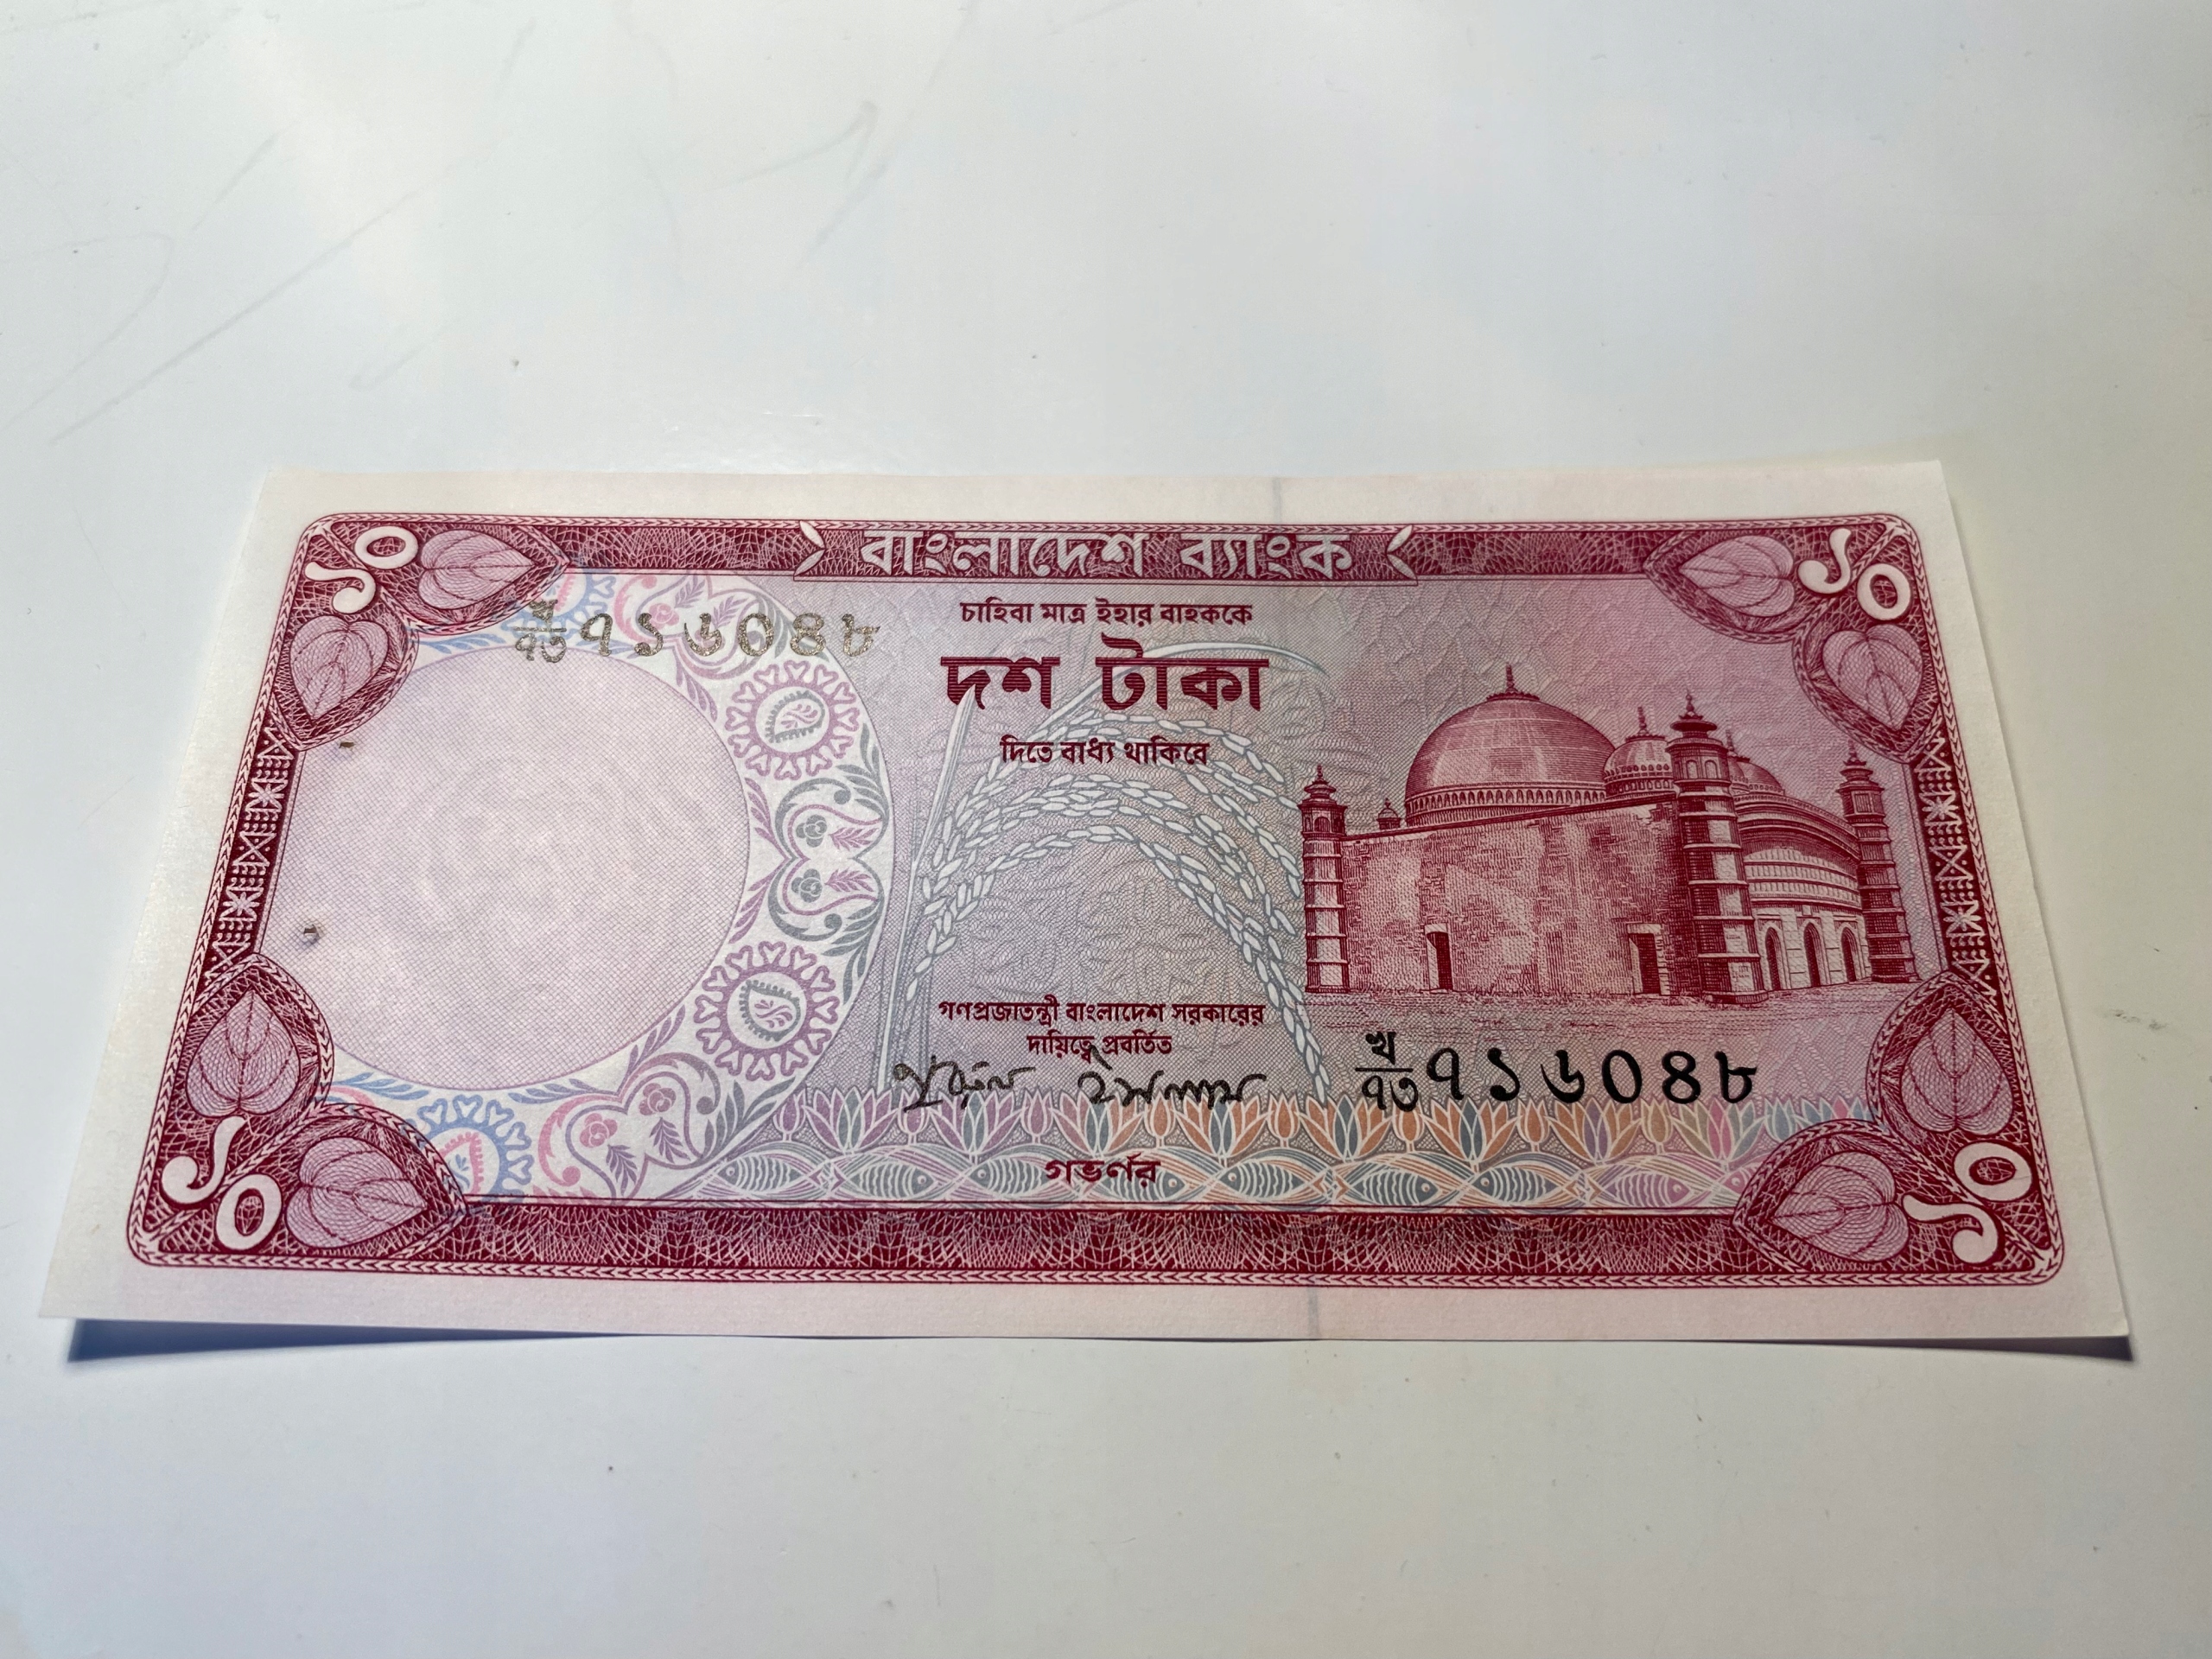 ১০
বাংলাদেশ ব্যাংক
১০
খ
৭৩ ৭১৬০৪৮
চাহিবা মাত্র ইহার বাহককে
দশ টাকা
দিতে বাধ্য থাকিবে
গণপ্রজাতন্ত্রী বাংলাদেশ সরকারের
দায়িত্বে প্রবর্তিত
খ
৭৩ ৭১৬০৪৮
গভর্ণর
১০
১০